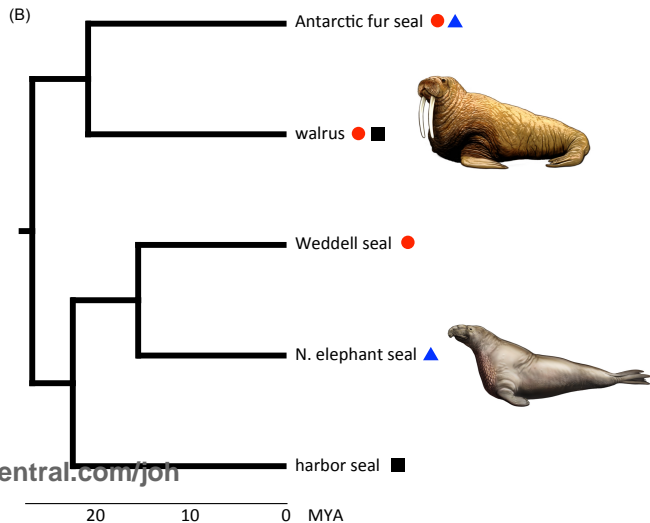 (B)
Antarctic fur seal
walrus
Weddell seal
N. elephant seal
harbor seal
entral.com/joh
20 10 0 MYA